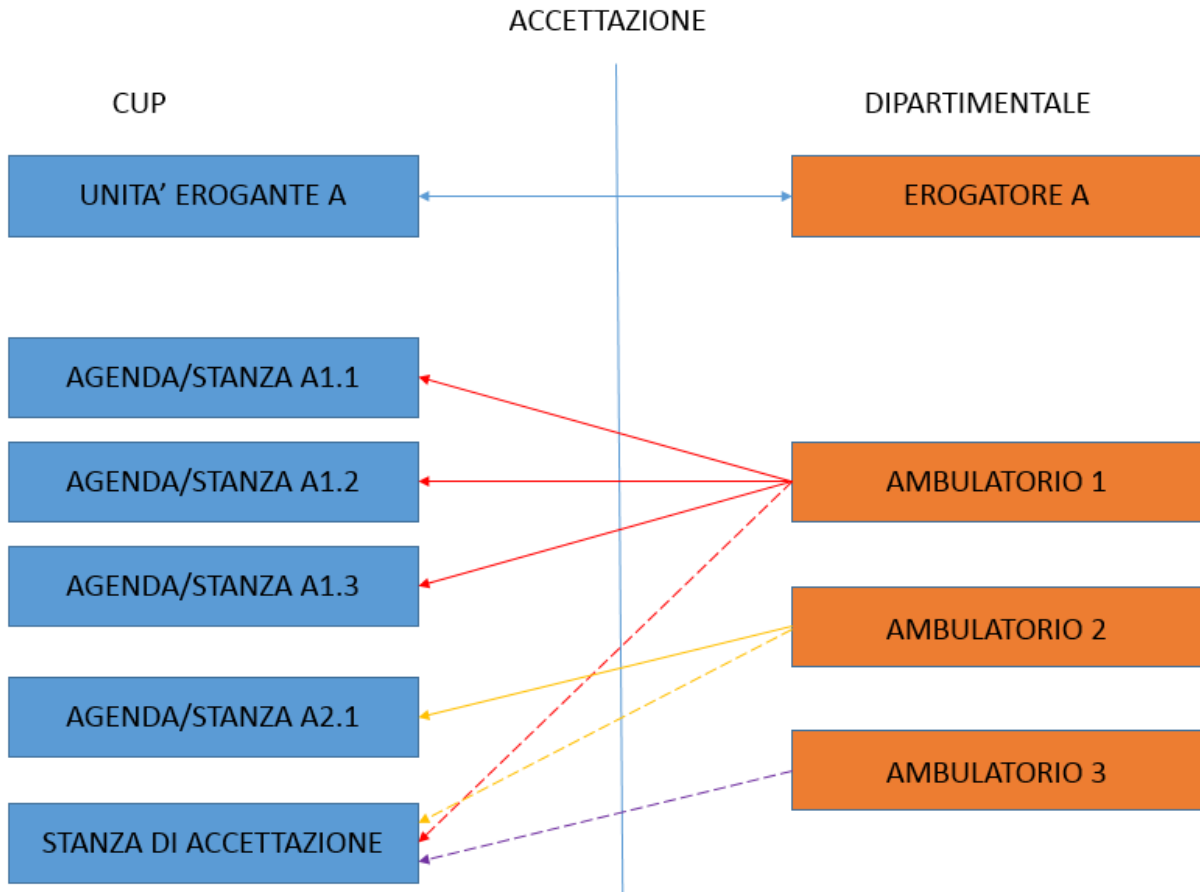 ACCETTAZIONE
CUP
DIPARTIMENTALE
UNITA’ EROGANTE A
EROGATORE A
AGENDA/STANZA A1.1
AGENDA/STANZA A1.2
AMBULATORIO 1
AGENDA/STANZA A1.3
AMBULATORIO 2
AGENDA/STANZA A2.1
AMBULATORIO 3
STANZA DI ACCETTAZIONE